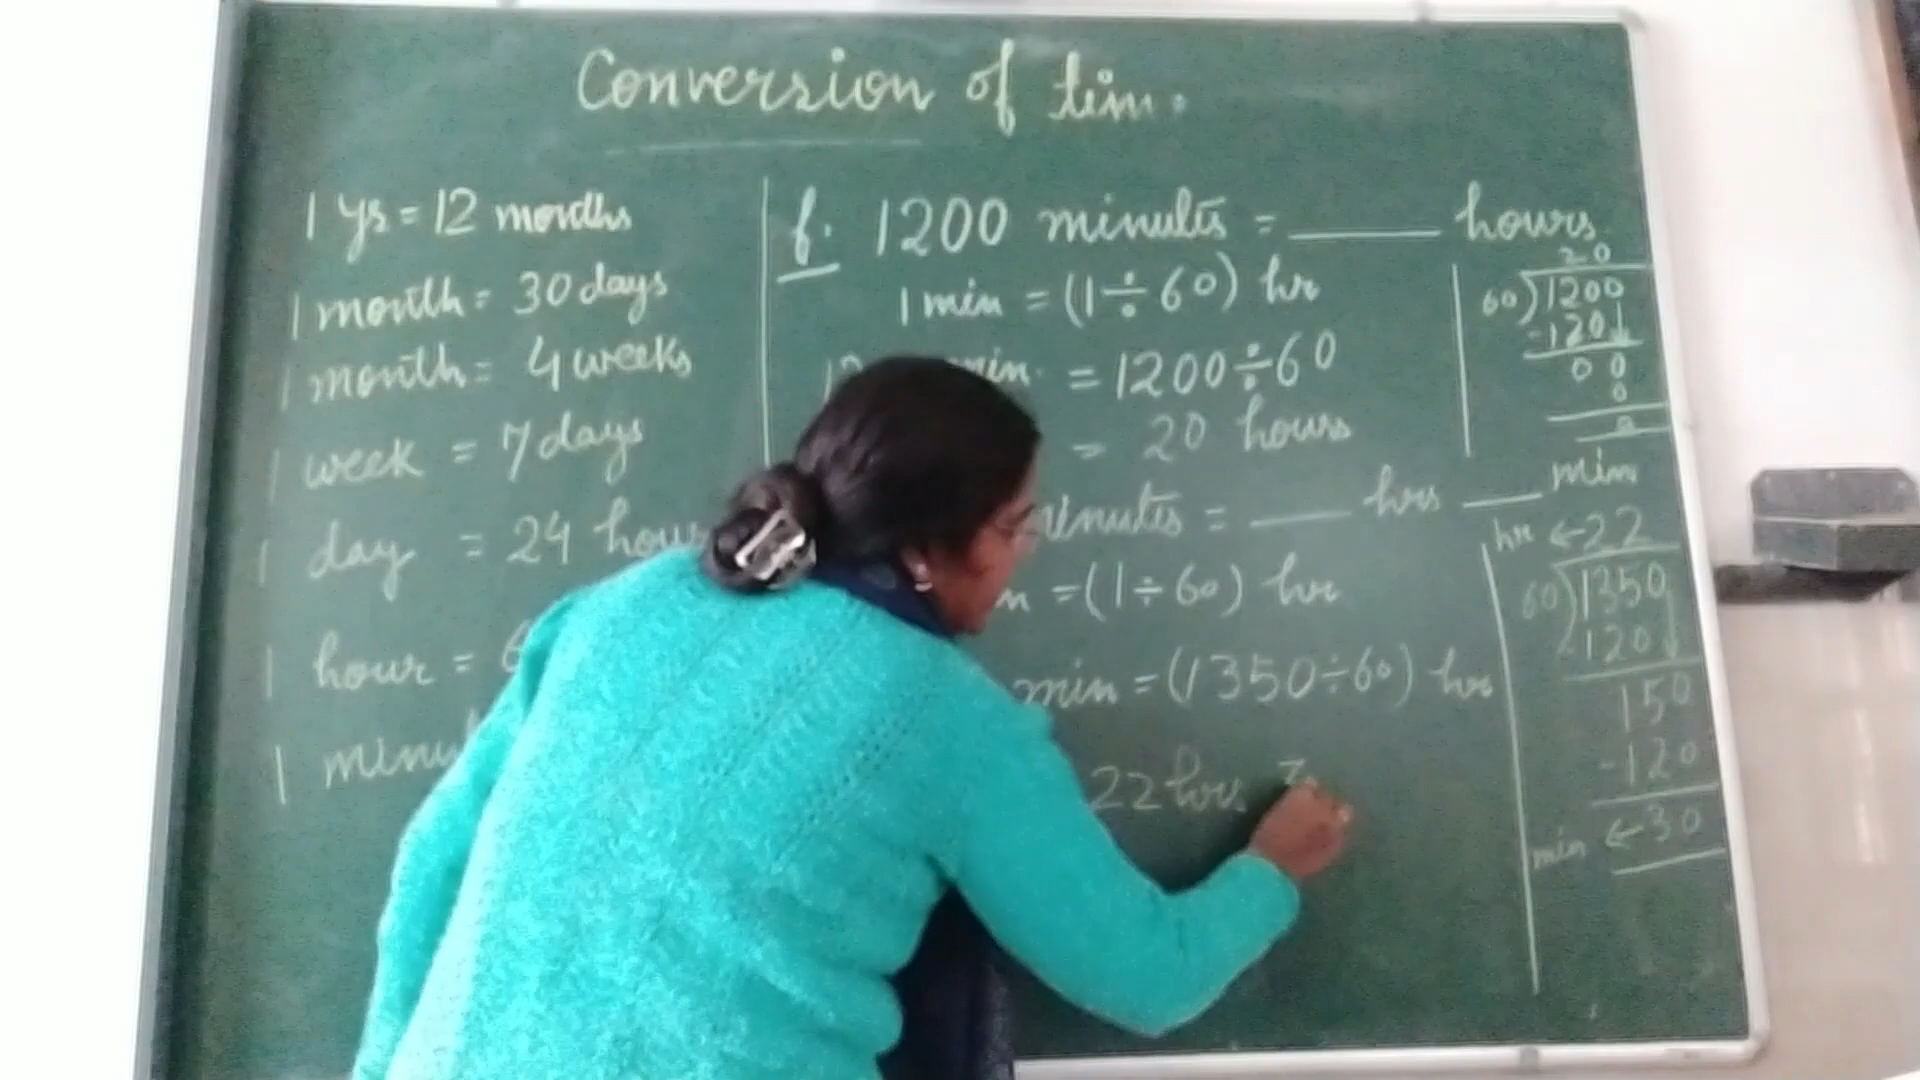 Conversion of tim.
1 yr = 12 months
1 month = 30 days
1 month = 4 weeks
1 week = 7 days
1 day = 24 hour
1 hour = 6
1 minu
f. 1200 minutes = ____ hours
1 min = (1÷60) hr
min = 1200÷60
= 20 hours
20
60)1200
-120↓
00
0
0
minutes = ____ hrs ____ min
= (1÷60) hr
min = (1350÷60) hr
22 hrs 3
hr ←22
60)1350
120↓
150
-120
min ←30